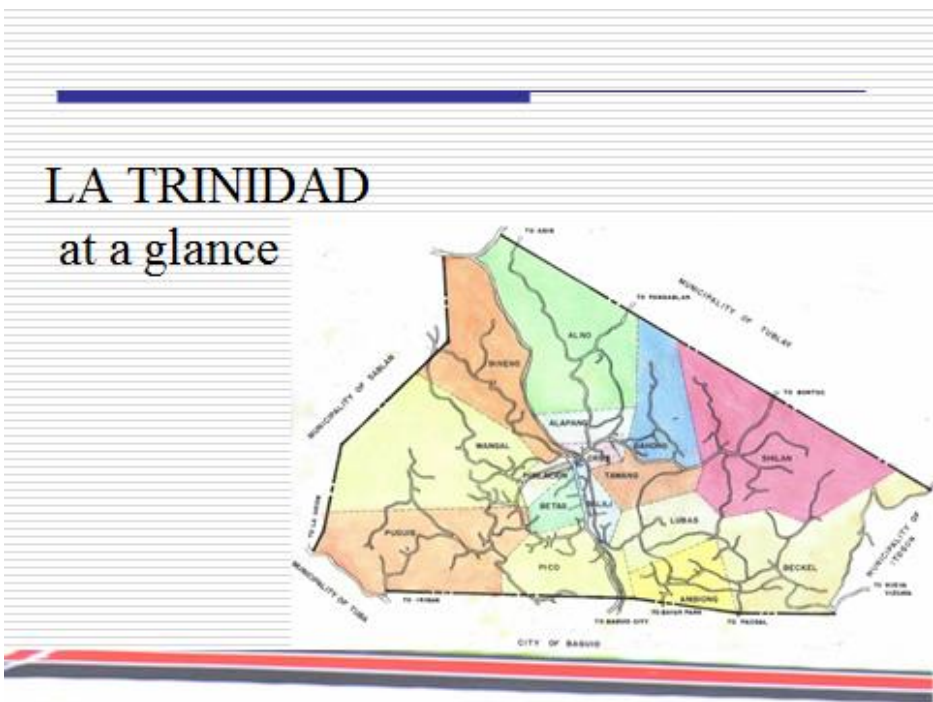 LA TRINIDAD
at a glance
TO ASIN
MUNICIPALITY OF TUBLAY
ALNO
BINENG
MUNICIPALITY OF SABLAN
TO BONTOC
ALAPANG
WANGAL
BAHONG
SHILAN
POBLACION
TAWANG
BETAG
BALILI
LUBAS
TO LA UNION
PUGUIS
PICO
BECKEL
MUNICIPALITY OF ITOGON
MUNICIPALITY OF TUBA
AMBIONG
TO NUEVA
VIZCAYA
TO IRISAN
TO BAGUIO CITY
TO BAYAN PARK
TO PACDAL
CITY OF BAGUIO